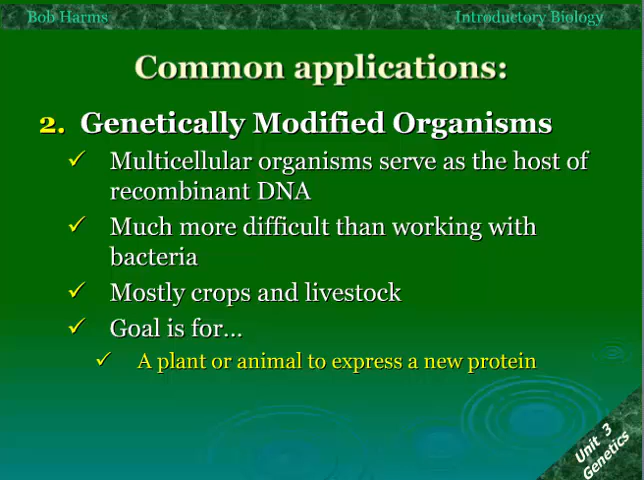 Bob Harms
Introductory Biology
Common applications:
2. Genetically Modified Organisms
✓ Multicellular organisms serve as the host of
recombinant DNA
✓ Much more difficult than working with
bacteria
✓ Mostly crops and livestock
✓ Goal is for...
✓ A plant or animal to express a new protein
Unit 3
Genetics